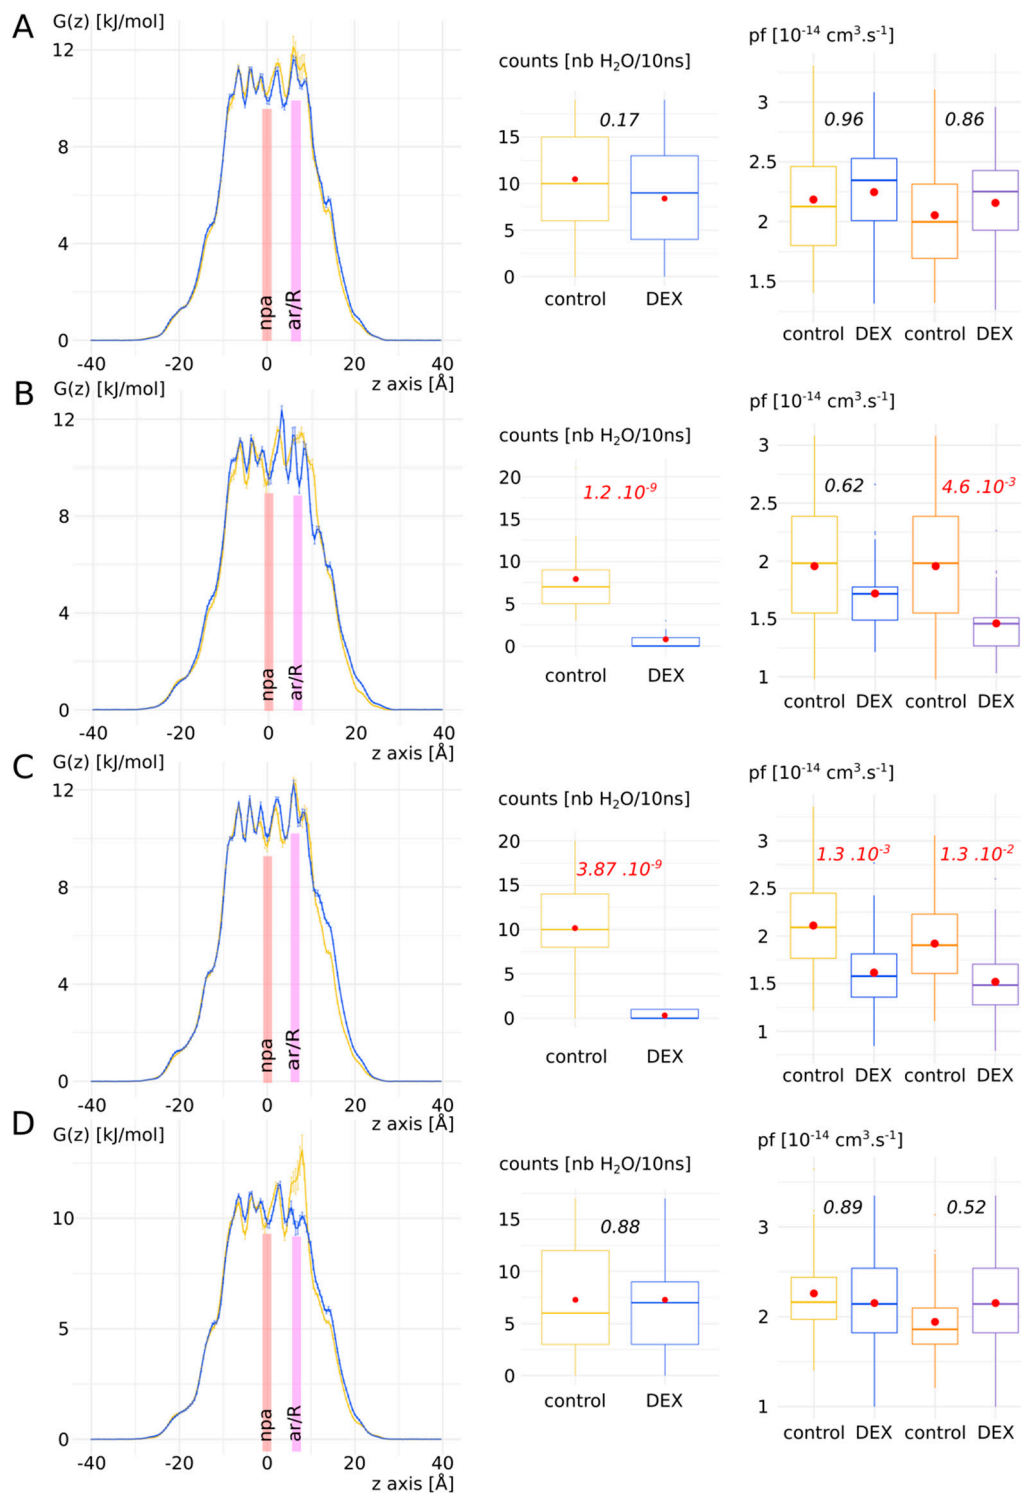 A
G(z) [kJ/mol]
12
8
4
0
npa
ar/R
-40
-20
0
20
40
z axis [Å]
counts [nb H2O/10ns]
15
10
5
0
0.17
control
DEX
pf [10-14 cm3.s-1]
3
2.5
2
1.5
0.96
0.86
control
DEX
control
DEX
B
G(z) [kJ/mol]
12
8
4
0
npa
ar/R
-40
-20
0
20
40
z axis [Å]
counts [nb H2O/10ns]
20
15
10
5
0
1.2 .10-9
control
DEX
pf [10-14 cm3.s-1]
3
2.5
2
1.5
1
0.62
4.6 .10-3
control
DEX
control
DEX
C
G(z) [kJ/mol]
12
8
4
0
npa
ar/R
-40
-20
0
20
40
z axis [Å]
counts [nb H2O/10ns]
20
15
10
5
0
3.87 .10-9
control
DEX
pf [10-14 cm3.s-1]
3
2.5
2
1.5
1
1.3 .10-3
1.3 .10-2
control
DEX
control
DEX
D
G(z) [kJ/mol]
10
5
0
npa
ar/R
-40
-20
0
20
40
z axis [Å]
counts [nb H2O/10ns]
15
10
5
0
0.88
control
DEX
pf [10-14 cm3.s-1]
3
2
1
0.89
0.52
control
DEX
control
DEX